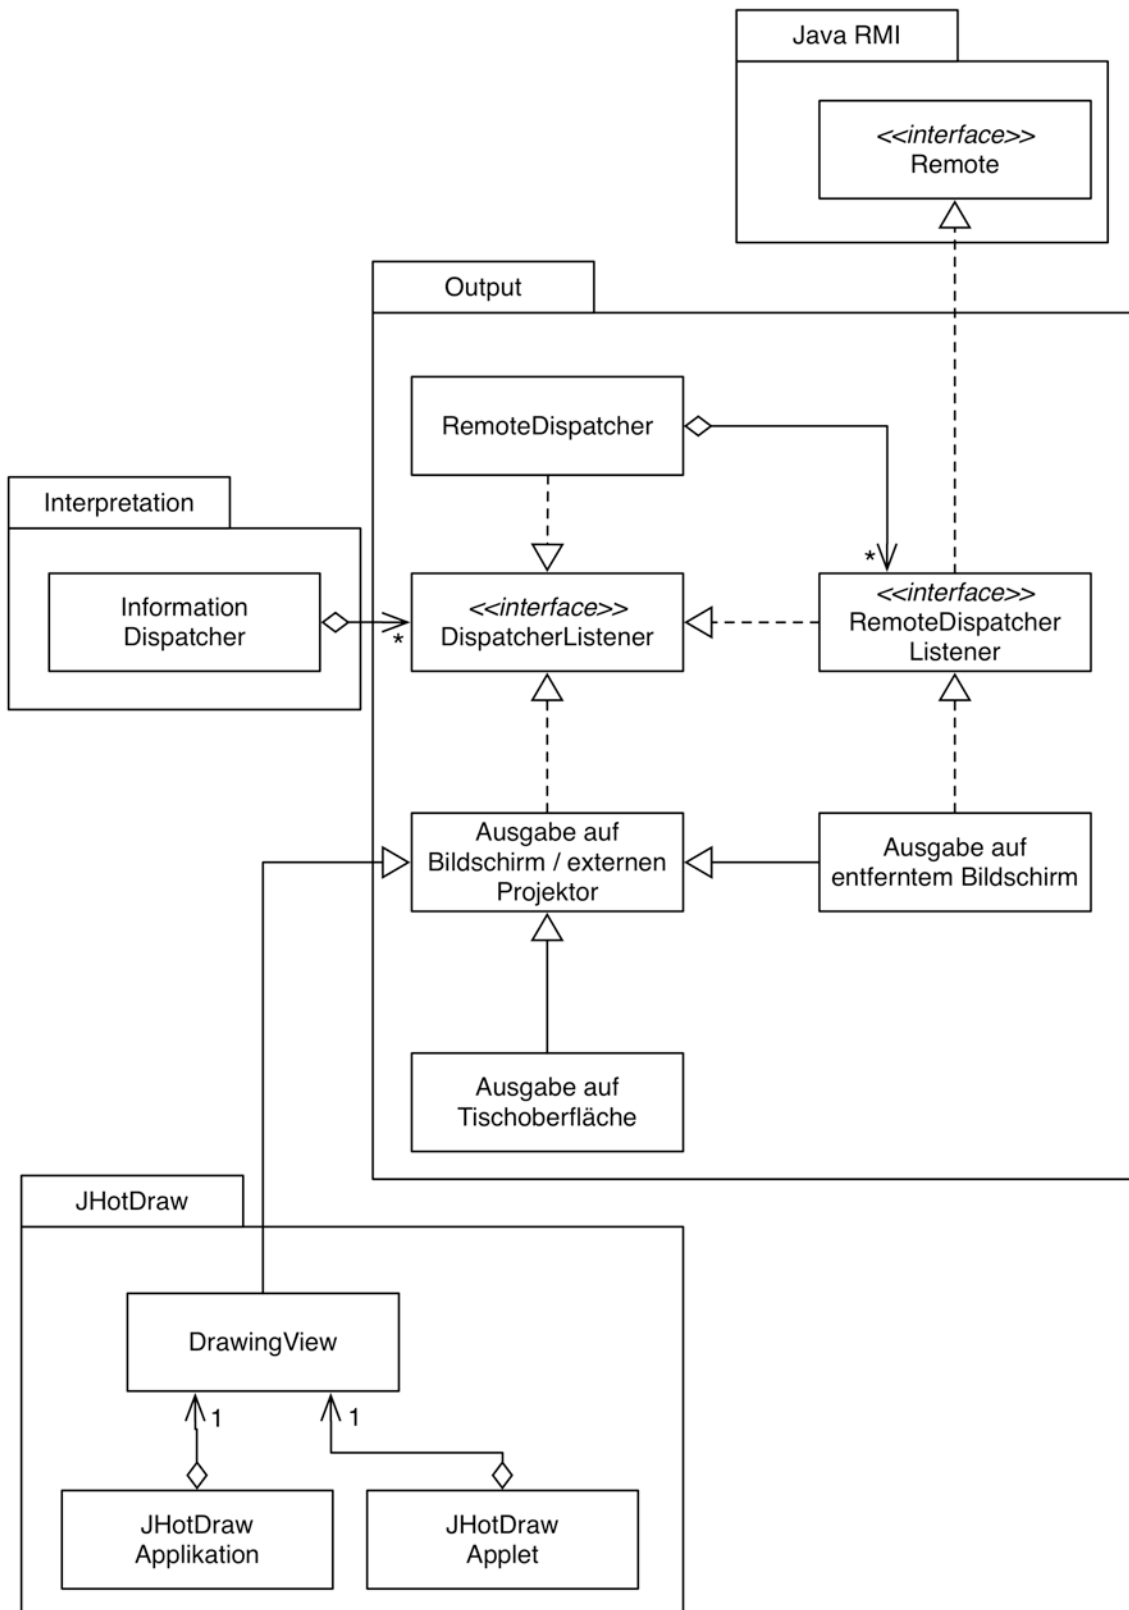 Java RMI
<<interface>>
Remote
Output
RemoteDispatcher
Interpretation
Information
Dispatcher
*
<<interface>>
DispatcherListener
*
<<interface>>
RemoteDispatcher
Listener
Ausgabe auf
Bildschirm / externen
Projektor
Ausgabe auf
entferntem Bildschirm
Ausgabe auf
Tischoberfläche
JHotDraw
DrawingView
1
1
JHotDraw
Applikation
JHotDraw
Applet